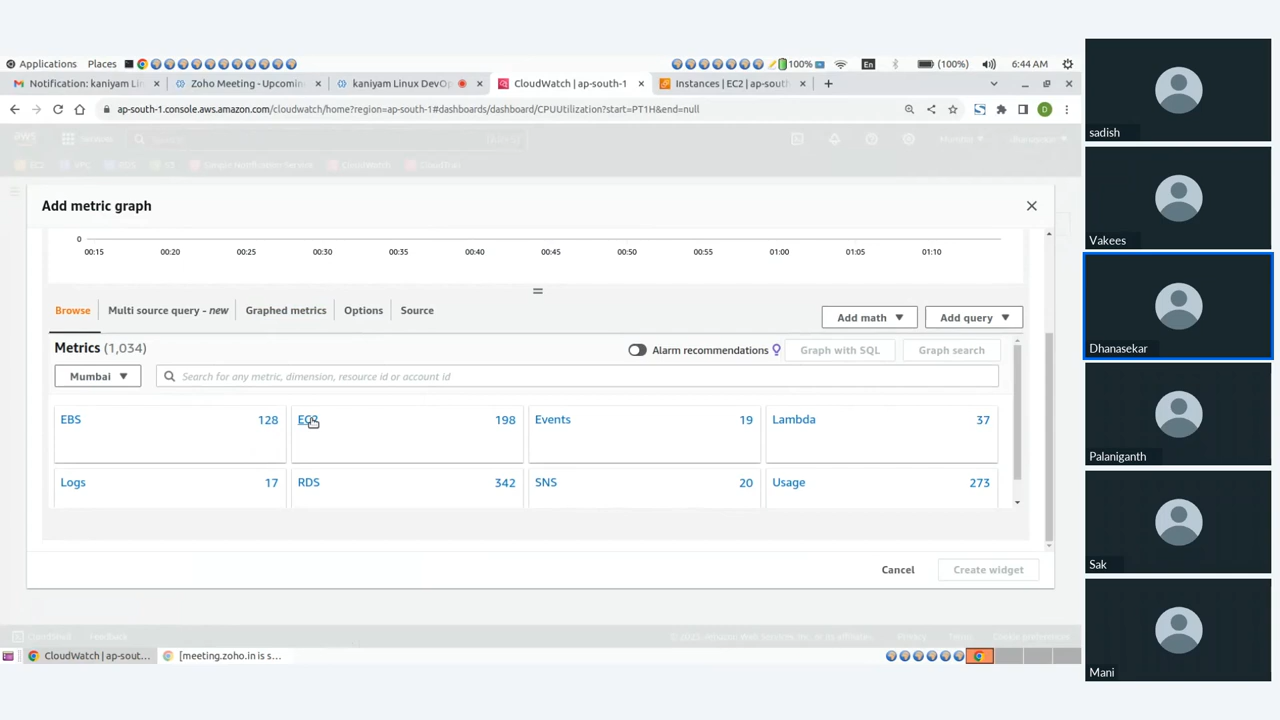 Applications Places 100% En (100%) 6:44 AM
Notification: kaniyam Li
Zoho Meeting - Upcomin
kaniyam Linux DevO
CloudWatch | ap-south-1
Instances | EC2 | ap-south
ap-south-1.console.aws.amazon.com/cloudwatch/home?region=ap-south-1#dashboards/dashboard/CPUUtilization?start=PT1H&end=null
Add metric graph
0
00:15 00:20 00:25 00:30 00:35 00:40 00:45 00:50 00:55 01:00 01:05 01:10
Browse Multi source query - new Graphed metrics Options Source
Add math Add query
Metrics (1,034)
Alarm recommendations Graph with SQL Graph search
Mumbai Search for any metric, dimension, resource id or account id
EBS 128 EC2 198 Events 19 Lambda 37
Logs 17 RDS 342 SNS 20 Usage 273
Cancel Create widget
CloudShell Feedback
Privacy Terms Cookie preferences
CloudWatch | ap-sout...
[meeting.zoho.in is s...
sadish
Vakees
Dhanasekar
Palaniganth
Sak
Mani